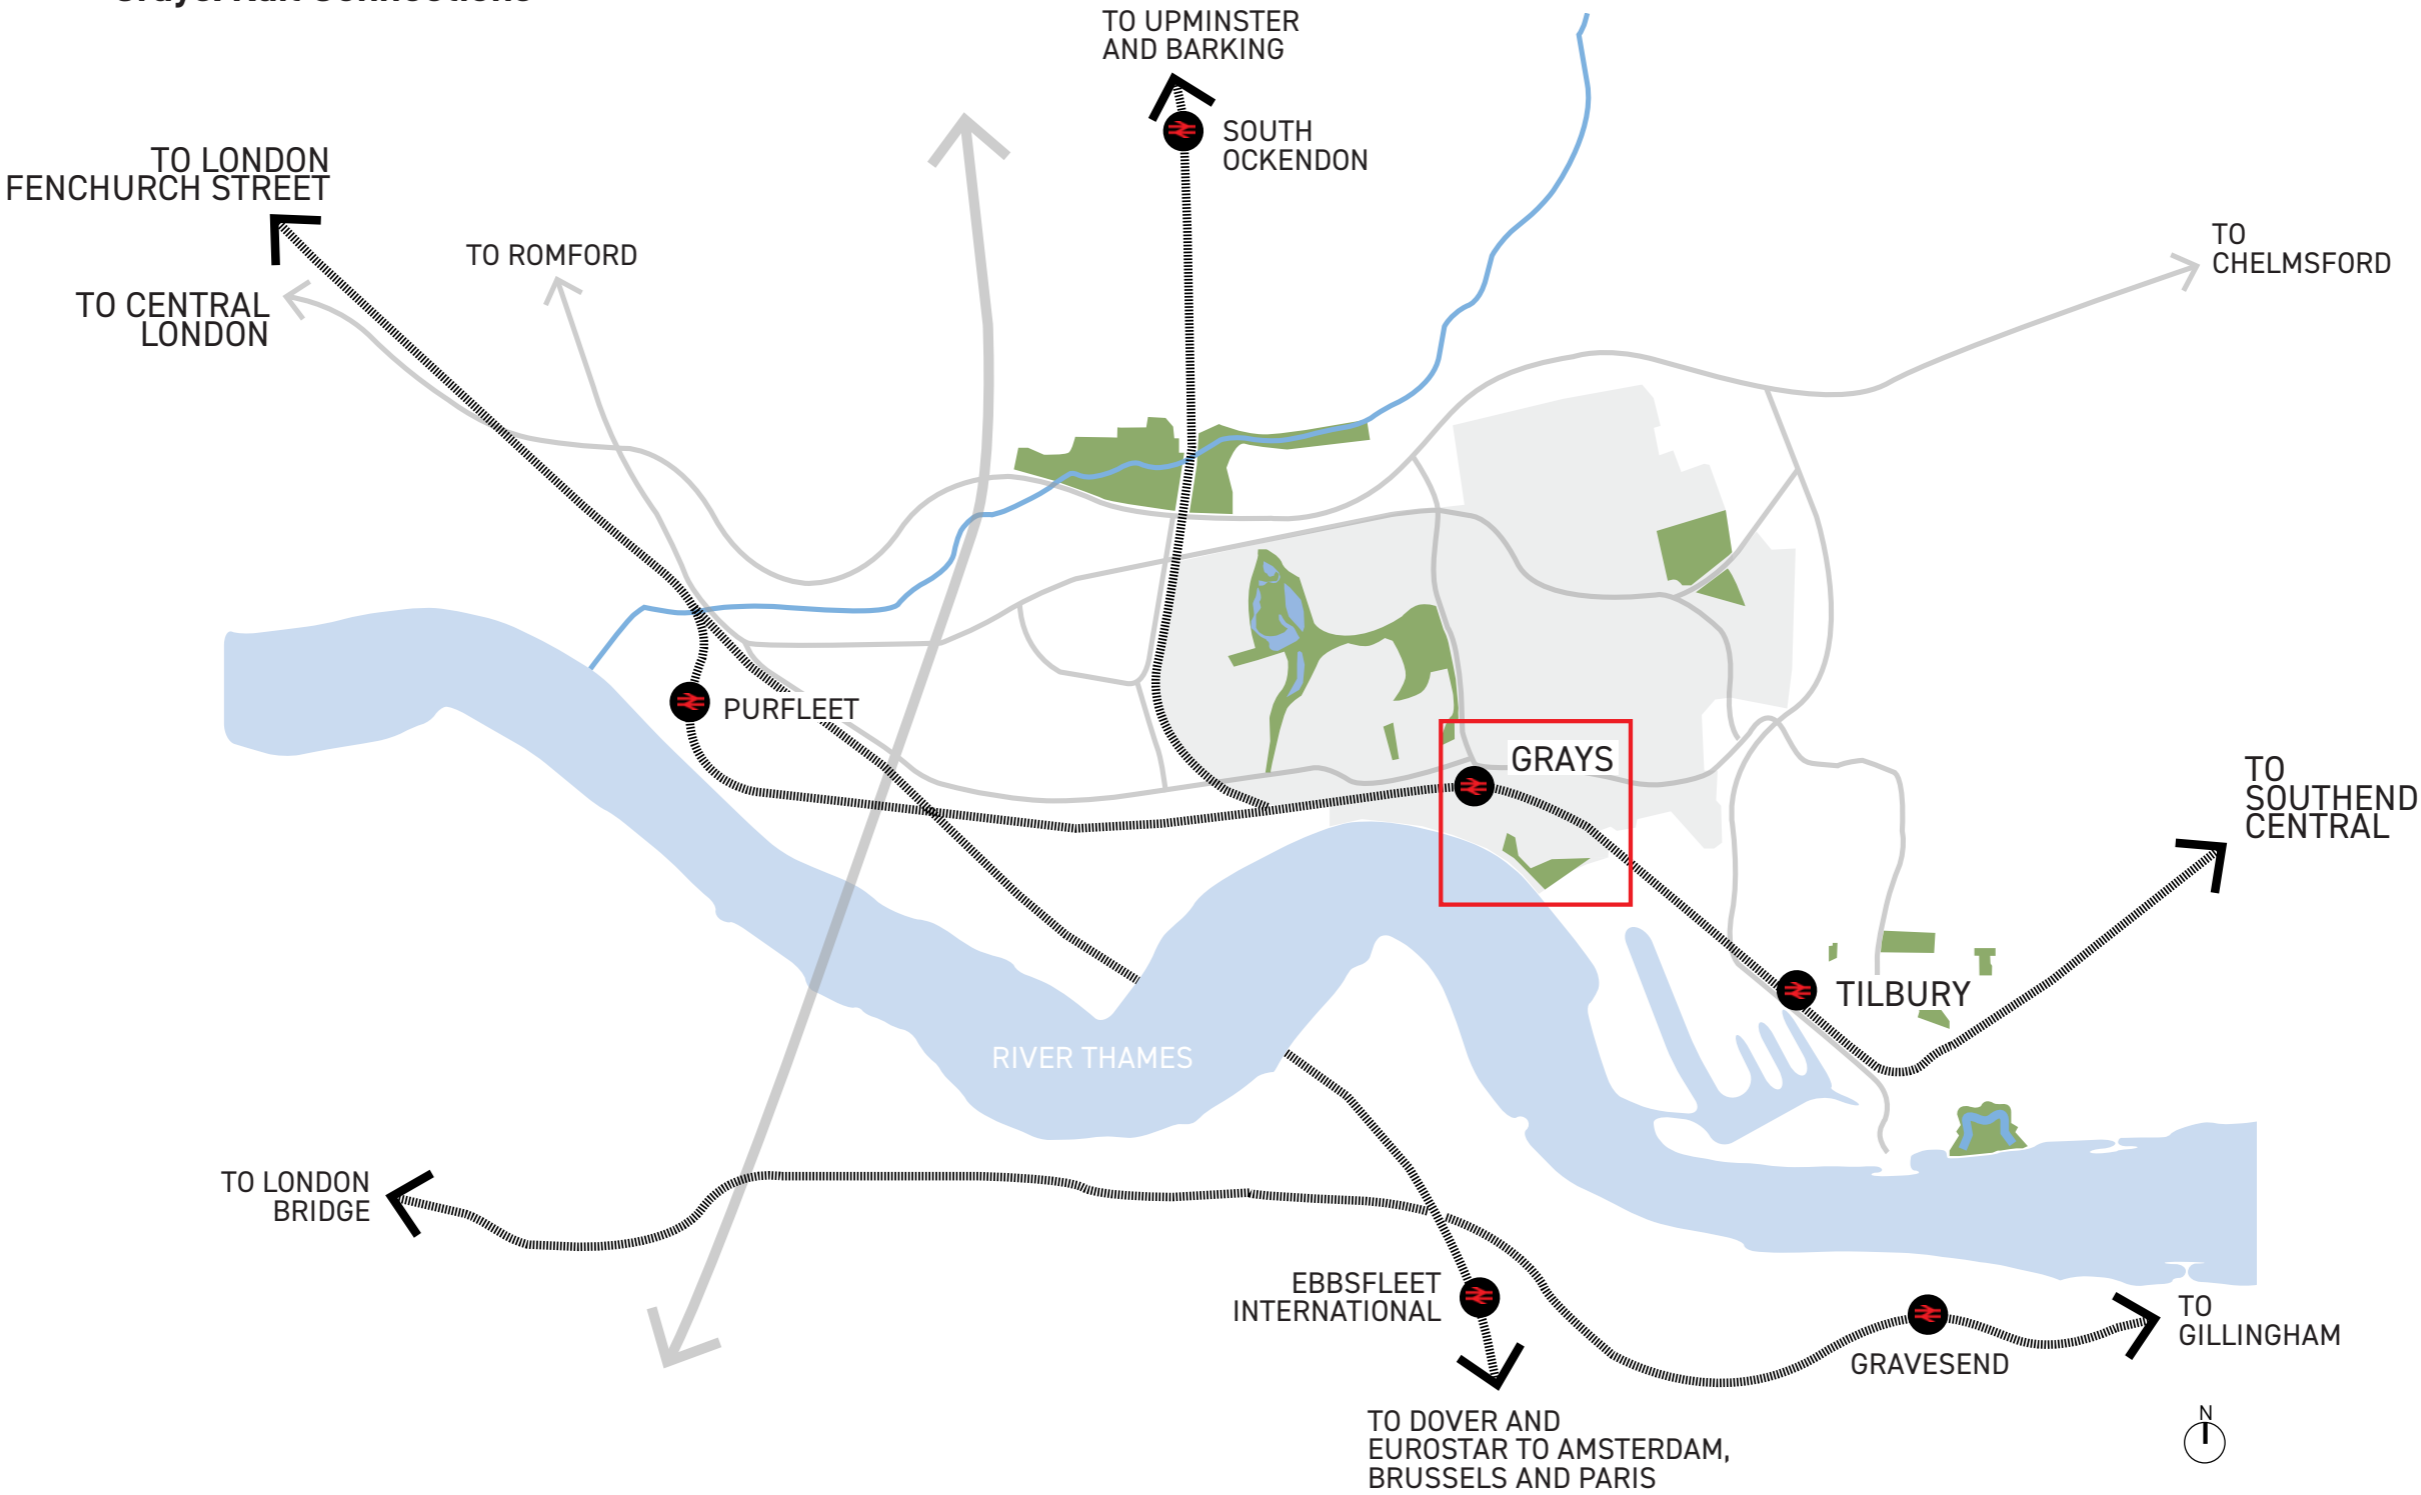 TO UPMINSTER
AND BARKING
SOUTH
OCKENDON
TO LONDON
FENCHURCH STREET
TO ROMFORD
TO
CHELMSFORD
TO CENTRAL
LONDON
PURFLEET
GRAYS
TO
SOUTHEND
CENTRAL
TILBURY
RIVER THAMES
TO LONDON
BRIDGE
EBBSFLEET
INTERNATIONAL
TO
GILLINGHAM
GRAVESEND
TO DOVER AND
EUROSTAR TO AMSTERDAM,
BRUSSELS AND PARIS
N